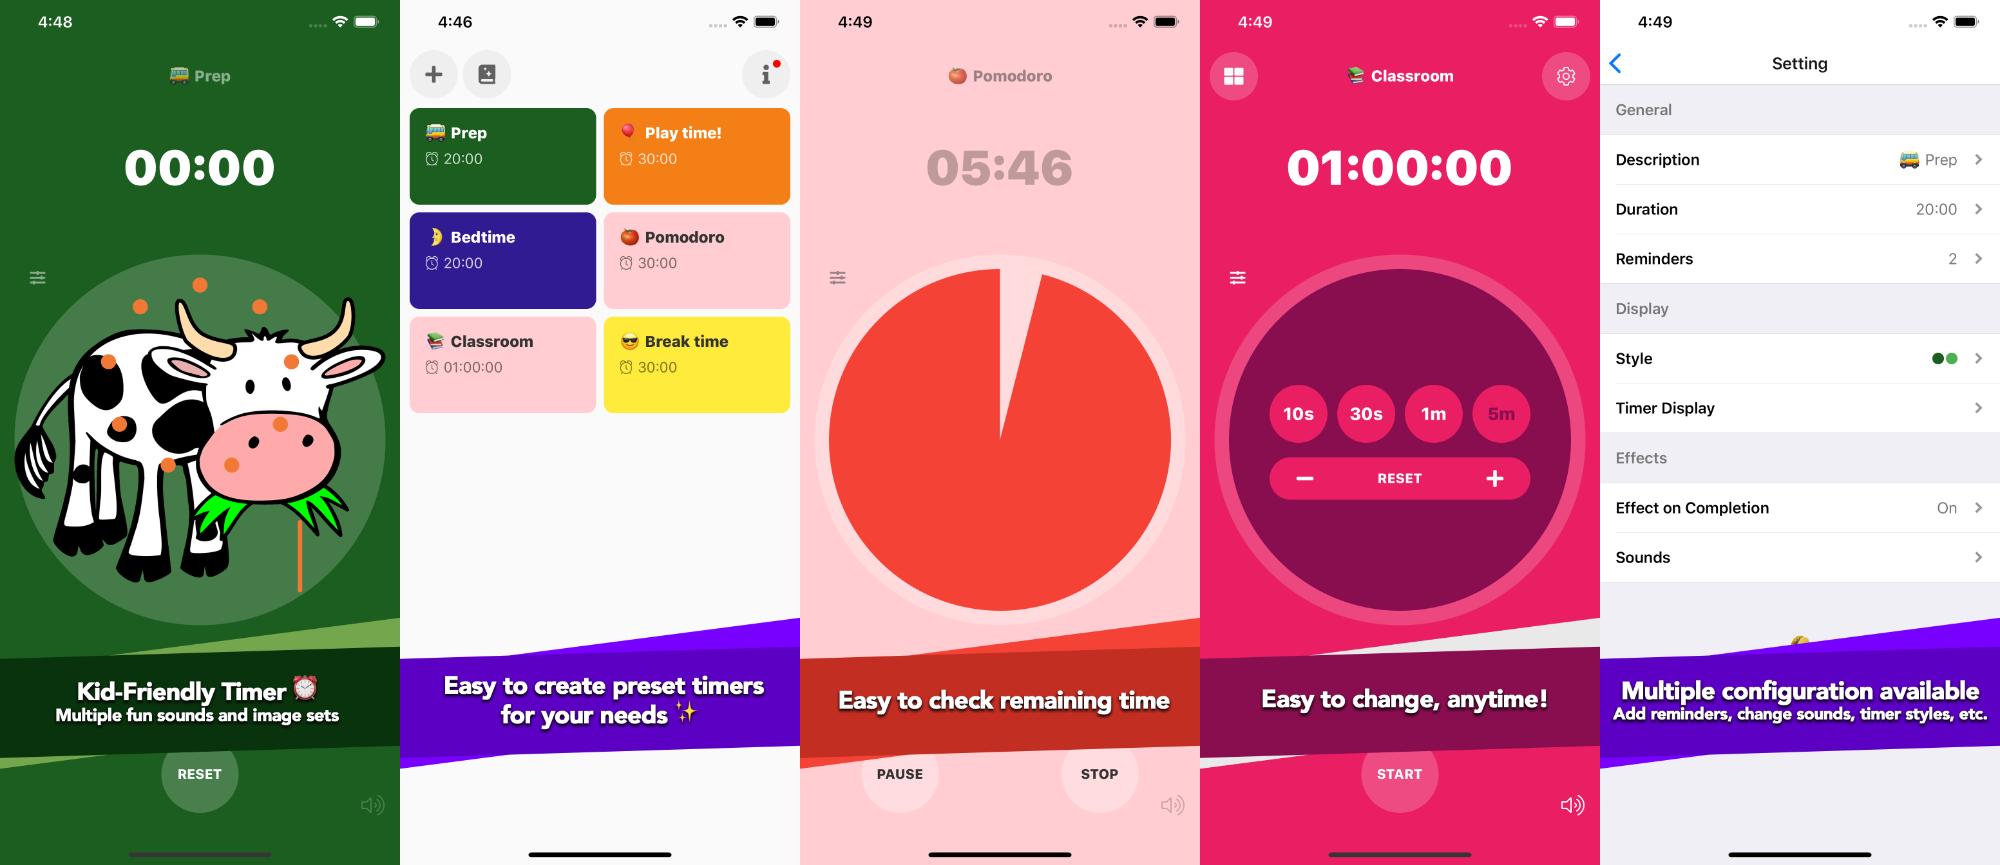 4:48
Prep
00:00
Kid-Friendly Timer
Multiple fun sounds and image sets
RESET
4:46
Prep
20:00
Play time!
30:00
Bedtime
20:00
Pomodoro
30:00
Classroom
01:00:00
Break time
30:00
Easy to create preset timers
for your needs
4:49
Pomodoro
05:46
Easy to check remaining time
PAUSE
STOP
4:49
Classroom
01:00:00
10s 30s 1m 5m
RESET
Easy to change, anytime!
START
4:49
Setting
General
Description Prep
Duration 20:00
Reminders 2
Display
Style
Timer Display
Effects
Effect on Completion On
Sounds
Multiple configuration available
Add reminders, change sounds, timer styles, etc.